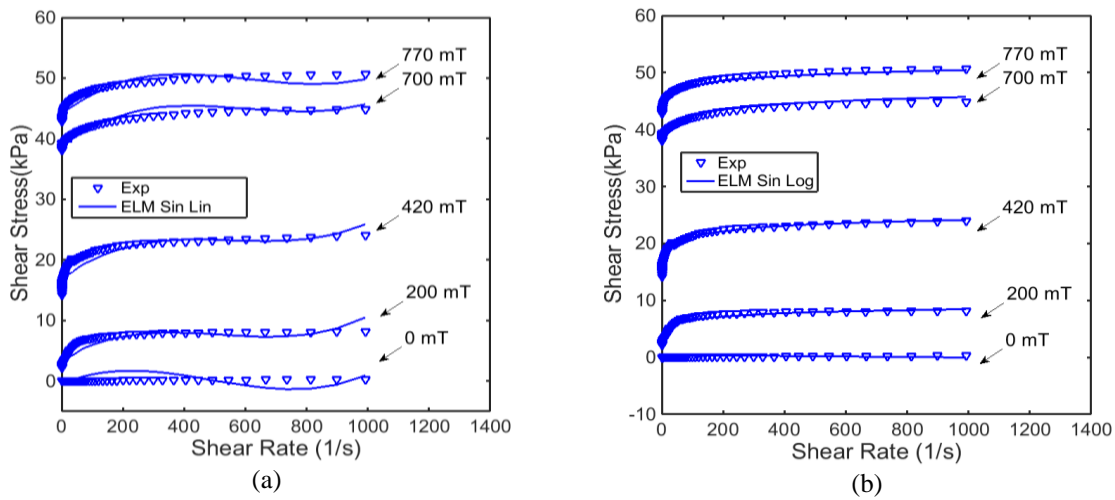 60
50
40
30
20
10
0
Shear Stress(kPa)
770 mT
700 mT
Exp
ELM Sin Lin
420 mT
200 mT
0 mT
0 200 400 600 800 1000 1200 1400
Shear Rate (1/s)
(a)
60
50
40
30
20
10
0
-10
Shear Stress(kPa)
770 mT
700 mT
Exp
ELM Sin Log
420 mT
200 mT
0 mT
0 200 400 600 800 1000 1200 1400
Shear Rate (1/s)
(b)